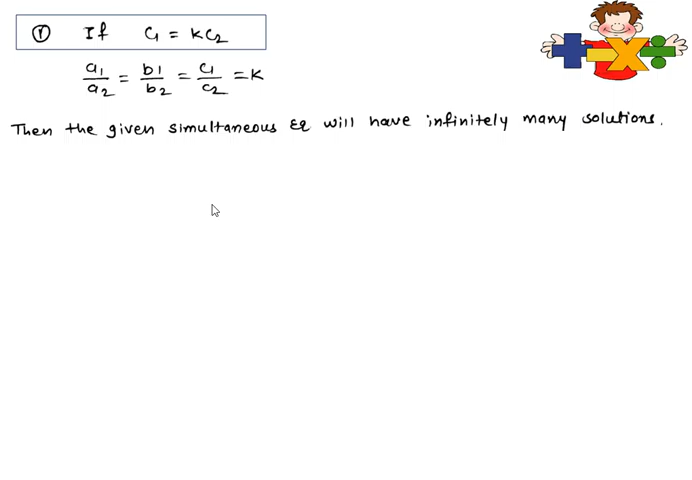 ① If C₁ = KC₂
a₁/a₂ = b1/b₂ = C₁/C₂ = K
Then the given simultaneous Eq will have infinitely many solutions.